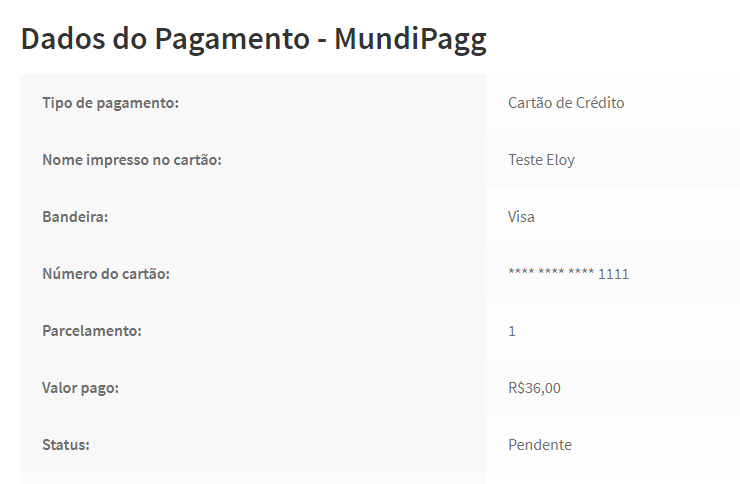 Dados do Pagamento - MundiPagg
Tipo de pagamento: Cartão de Crédito
Nome impresso no cartão: Teste Eloy
Bandeira: Visa
Número do cartão: **** **** **** 1111
Parcelamento: 1
Valor pago: R$36,00
Status: Pendente